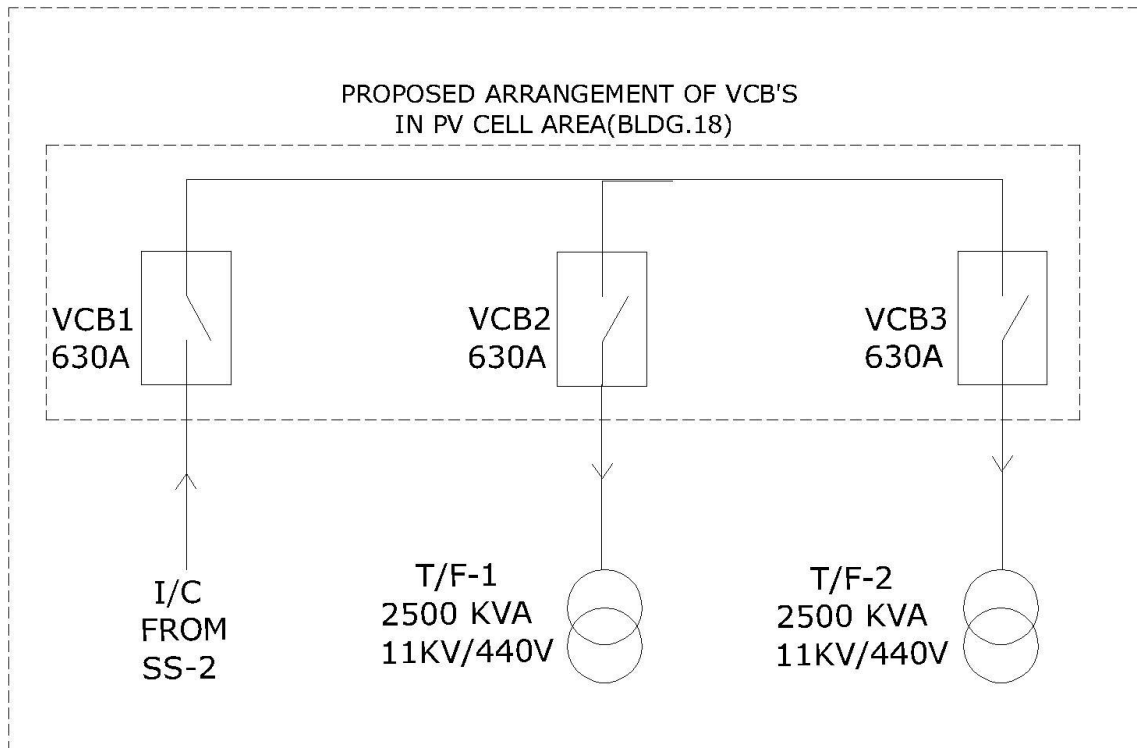 PROPOSED ARRANGEMENT OF VCB'S
IN PV CELL AREA(BLDG.18)
VCB1
630A
VCB2
630A
VCB3
630A
I/C
FROM
SS-2
T/F-1
2500 KVA
11KV/440V
T/F-2
2500 KVA
11KV/440V